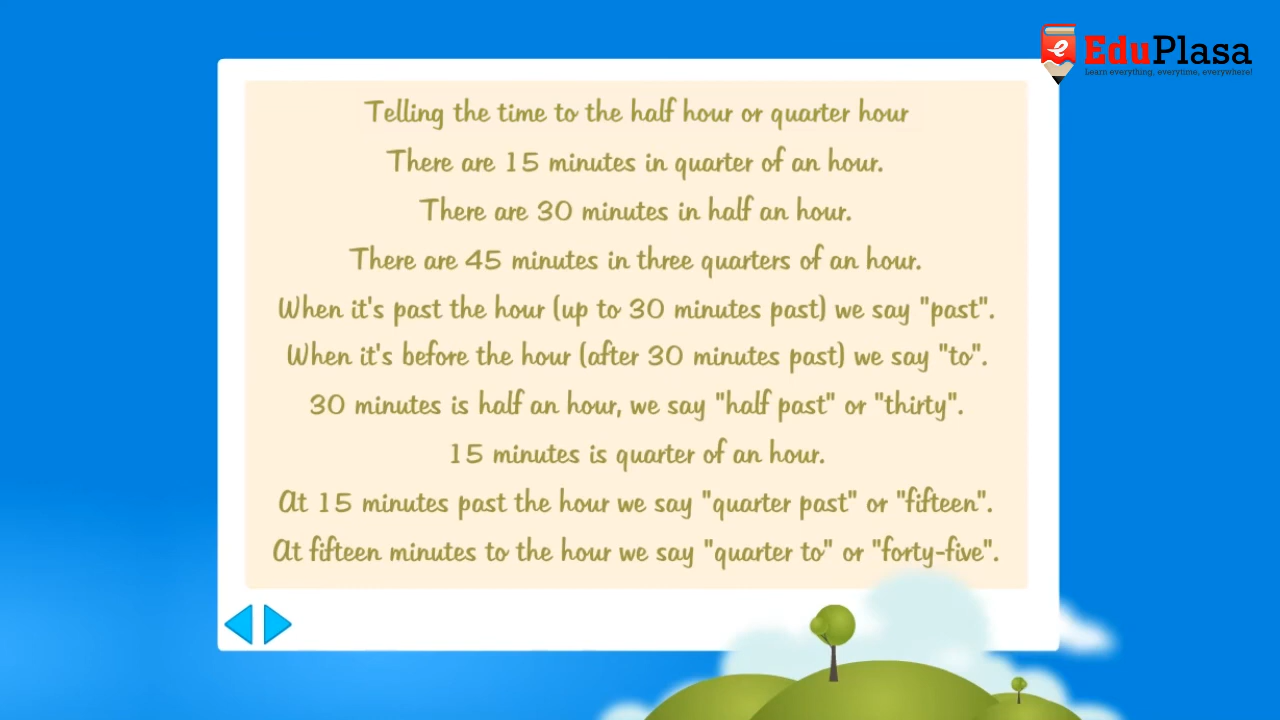 EduPlasa
Learn everything, everytime, everywhere!
Telling the time to the half hour or quarter hour
There are 15 minutes in quarter of an hour.
There are 30 minutes in half an hour.
There are 45 minutes in three quarters of an hour.
When it's past the hour (up to 30 minutes past) we say "past".
When it's before the hour (after 30 minutes past) we say "to".
30 minutes is half an hour, we say "half past" or "thirty".
15 minutes is quarter of an hour.
At 15 minutes past the hour we say "quarter past" or "fifteen".
At fifteen minutes to the hour we say "quarter to" or "forty-five".